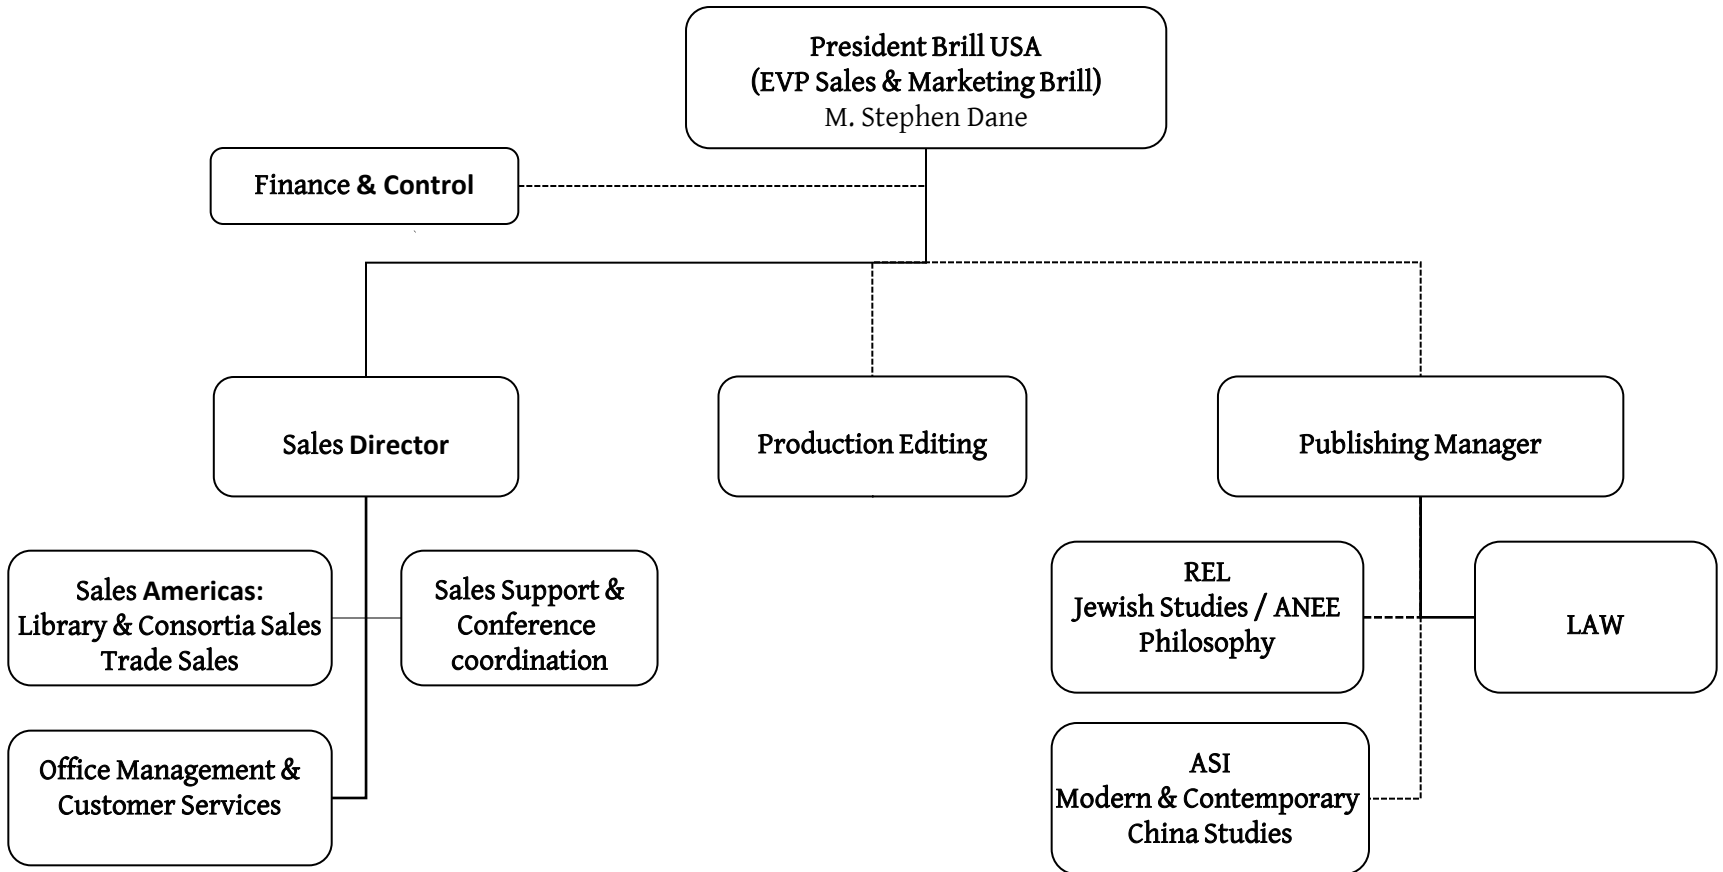 President Brill USA
(EVP Sales & Marketing Brill)
M. Stephen Dane
Finance & Control
Sales Director
Production Editing
Publishing Manager
Sales Americas:
Library & Consortia Sales
Trade Sales
Sales Support &
Conference
coordination
REL
Jewish Studies / ANEE
Philosophy
LAW
Office Management &
Customer Services
ASI
Modern & Contemporary
China Studies